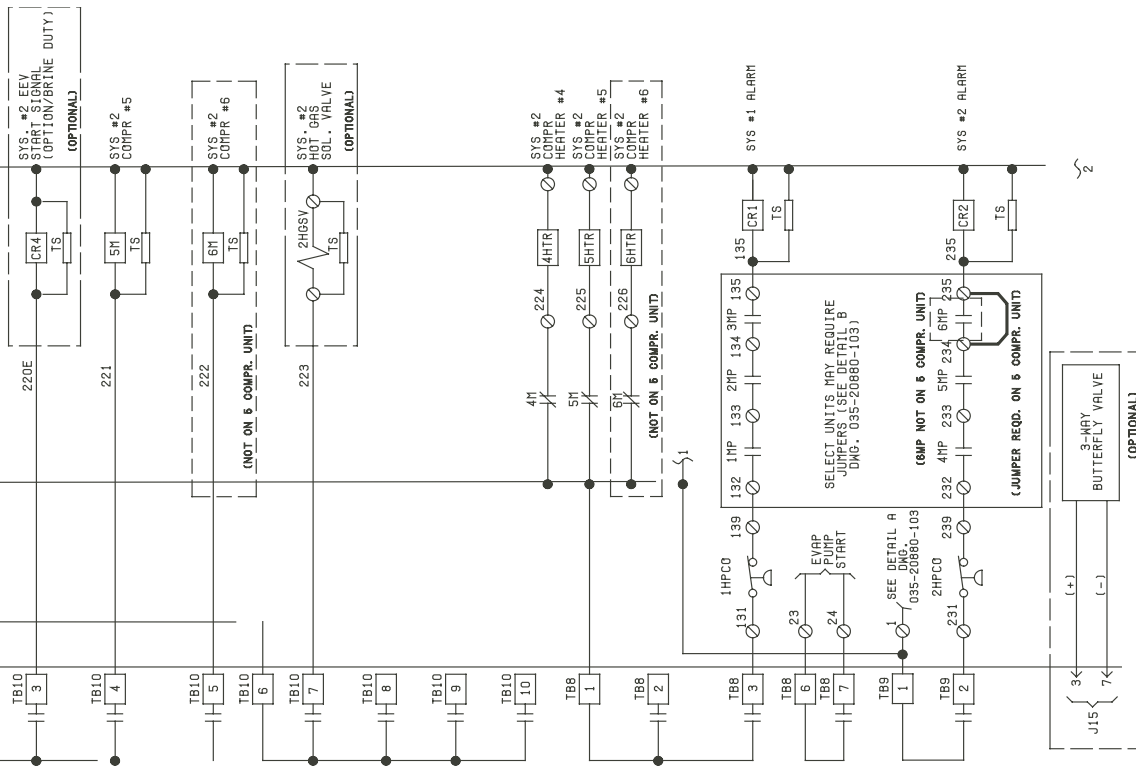 SYS. #2 EEV
START SIGNAL
(OPTION/BRINE DUTY)
(OPTIONAL)
CR4
TS
220E
TB10
3
SYS. #2
COMPR #5
5M
TS
221
TB10
4
SYS. #2
COMPR #6
6M
TS
222
(NOT ON 5 COMPR. UNIT)
TB10
5
TB10
6
SYS. #2
HOT GAS
SOL. VALVE
(OPTIONAL)
2HGSV
TS
223
TB10
7
TB10
8
TB10
9
TB10
10
SYS. #2
COMPR
HEATER #4
4HTR
224
4M
SYS. #2
COMPR
HEATER #5
5HTR
225
5M
TB8
1
SYS. #2
COMPR
HEATER #6
6HTR
226
6M
(NOT ON 5 COMPR. UNIT)
TB8
2
1
SYS #1 ALARM
CR1
TS
135
135
3MP
134
2MP
133
1MP
132
139
1HPCO
131
TB8
3
SELECT UNITS MAY REQUIRE
JUMPERS (SEE DETAIL B
DWG. 035-20880-103)
EVAP
PUMP
START
23
TB8
6
24
TB8
7
SEE DETAIL A
DWG.
035-20880-103
1
TB9
1
SYS #2 ALARM
CR2
TS
235
235
6MP
234
5MP
233
4MP
232
239
2HPCO
231
TB9
2
(6MP NOT ON 5 COMPR. UNIT)
(JUMPER REQD. ON 5 COMPR. UNIT)
2
3-WAY
BUTTERFLY VALVE
(OPTIONAL)
(+)
(-)
3
7
J15